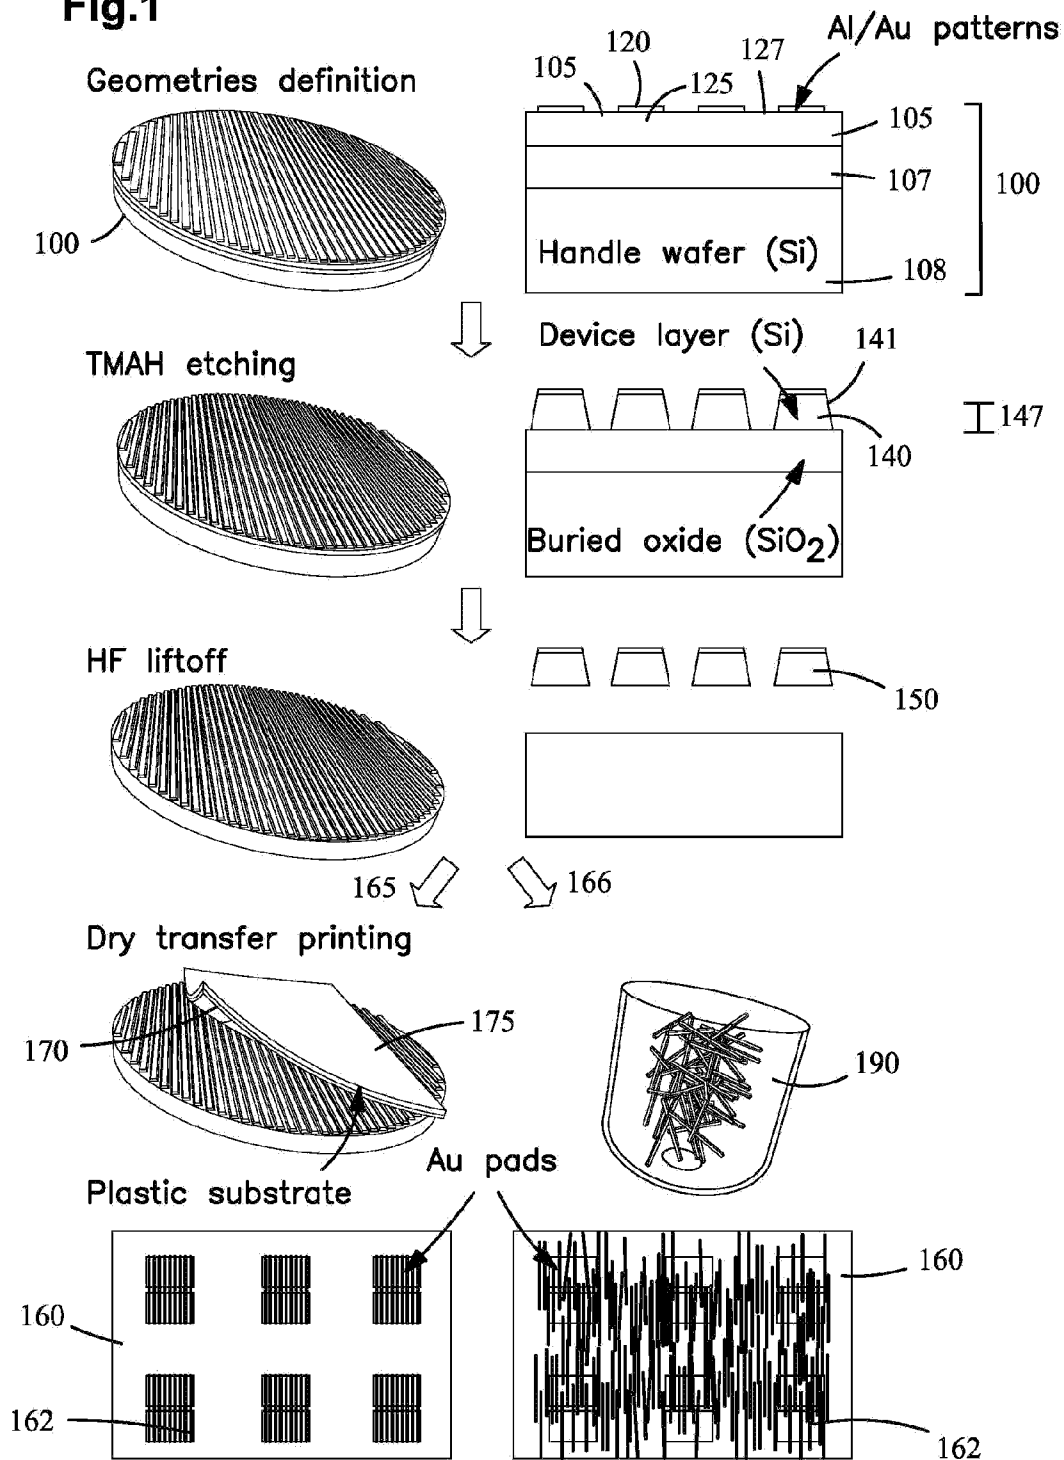 Fig.1
Al/Au patterns
120
127
Geometries definition
105
125
105
107
100
100
Handle wafer (Si)
108
Device layer (Si)
141
TMAH etching
147
140
Buried oxide (SiO2)
HF liftoff
150
165
166
Dry transfer printing
175
170
190
Au pads
Plastic substrate
160
160
162
162